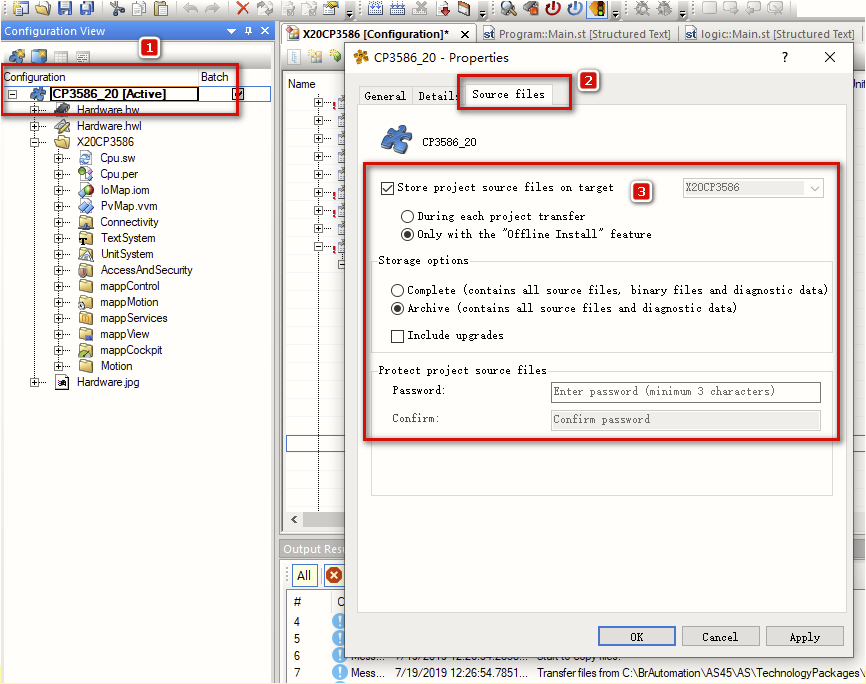 Configuration View
1
Configuration
Batch
CP3586_20 [Active]
Hardware.hw
Hardware.hwl
X20CP3586
Cpu.sw
Cpu.per
IoMap.iom
PvMap.vvm
Connectivity
TextSystem
UnitSystem
AccessAndSecurity
mappControl
mappMotion
mappServices
mappView
mappCockpit
Motion
Hardware.jpg
X20CP3586 [Configuration]*
Program::Main.st [Structured Text]
logic::Main.st [Structured Text]
Name
CP3586_20 - Properties
?
General
Details
Source files
2
CP3586_20
Store project source files on target
3
X20CP3586
During each project transfer
Only with the "Offline Install" feature
Storage options
Complete (contains all source files, binary files and diagnostic data)
Archive (contains all source files and diagnostic data)
Include upgrades
Protect project source files
Password:
Enter password (minimum 3 characters)
Confirm:
Confirm password
OK
Cancel
Apply
Output Resu
All
#
4
5
6
7
Mess... 7/19/2019 12:26:54.7851... Transfer files from C:\BrAutomation\AS45\AS\TechnologyPackages\